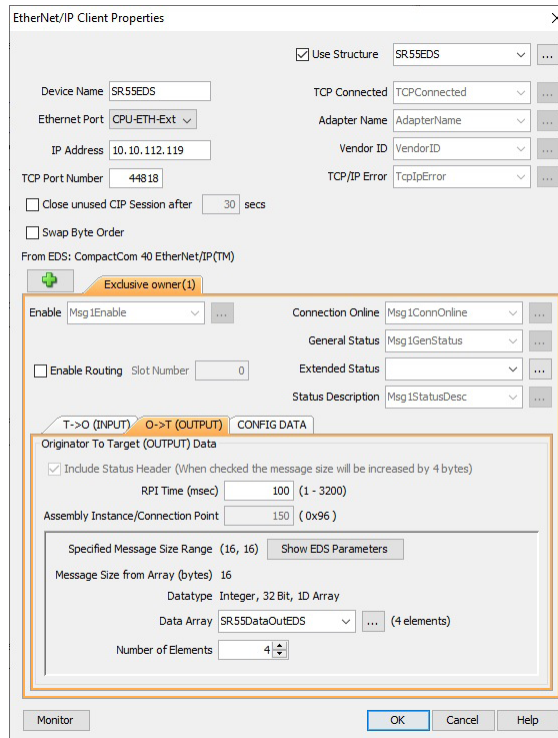 EtherNet/IP Client Properties
Use Structure SR55EDS ...
Device Name SR55EDS TCP Connected TCPConnected ...
Ethernet Port CPU-ETH-Ext Adapter Name AdapterName ...
IP Address 10.10.112.119 Vendor ID VendorID ...
TCP Port Number 44818 TCP/IP Error TcpIpError ...
Close unused CIP Session after 30 secs
Swap Byte Order
From EDS: CompactCom 40 EtherNet/IP(TM)
Exclusive owner(1)
Enable Msg1Enable ... Connection Online Msg1ConnOnline ...
General Status Msg1GenStatus ...
Enable Routing Slot Number 0 Extended Status ...
Status Description Msg1StatusDesc ...
T->O (INPUT) O->T (OUTPUT) CONFIG DATA
Originator To Target (OUTPUT) Data
Include Status Header (When checked the message size will be increased by 4 bytes)
RPI Time (msec) 100 (1 - 3200)
Assembly Instance/Connection Point 150 ( 0x96 )
Specified Message Size Range (16, 16) Show EDS Parameters
Message Size from Array (bytes) 16
Datatype Integer, 32 Bit, 1D Array
Data Array SR55DataOutEDS ... (4 elements)
Number of Elements 4
Monitor OK Cancel Help